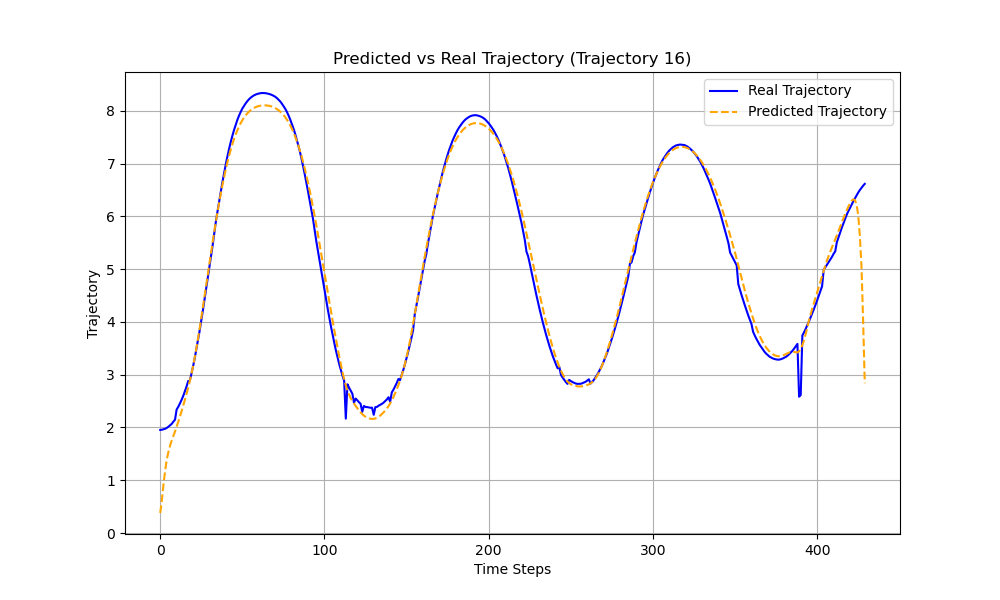 Predicted vs Real Trajectory (Trajectory 16)
Real Trajectory
Predicted Trajectory
Trajectory
8
7
6
5
4
3
2
1
0
0 100 200 300 400
Time Steps